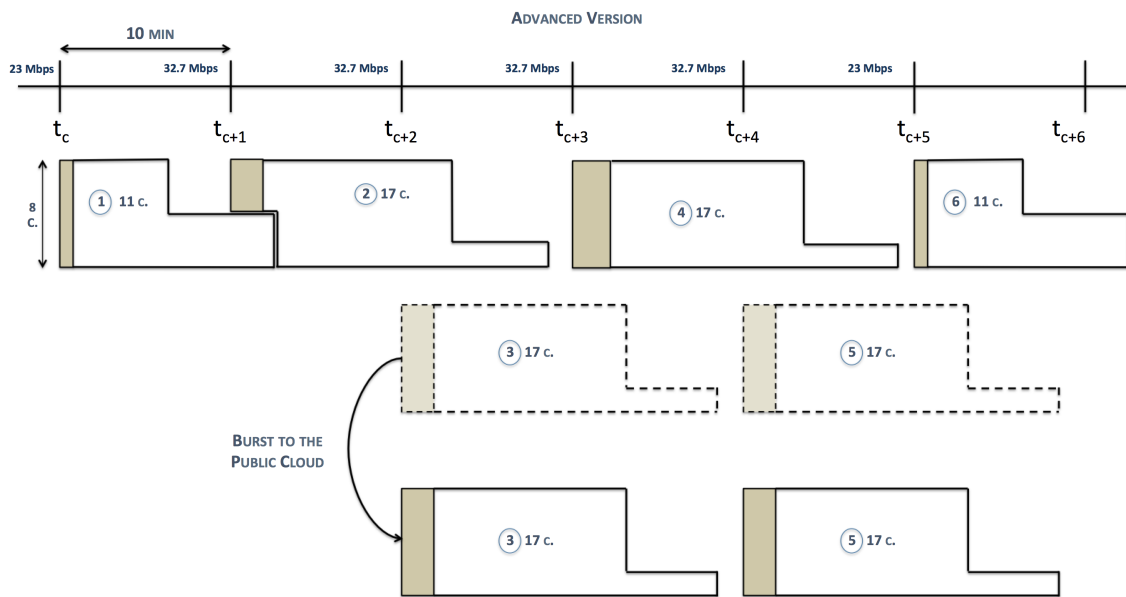 ADVANCED VERSION
10 MIN
23 Mbps 32.7 Mbps 32.7 Mbps 32.7 Mbps 32.7 Mbps 23 Mbps
tc tc+1 tc+2 tc+3 tc+4 tc+5 tc+6
8
C.
1 11 C.
2 17 C.
4 17 C.
6 11 C.
3 17 C.
5 17 C.
BURST TO THE
PUBLIC CLOUD
3 17 C.
5 17 C.